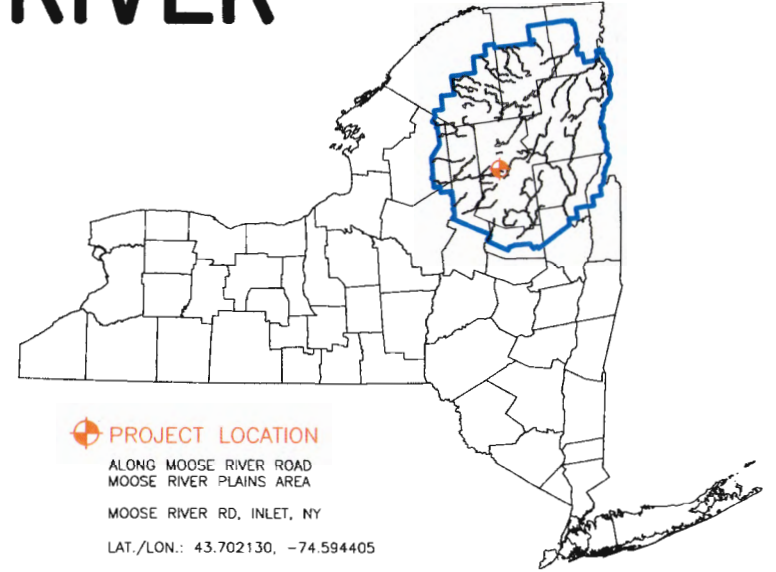 RIVER
PROJECT LOCATION
ALONG MOOSE RIVER ROAD
MOOSE RIVER PLAINS AREA
MOOSE RIVER RD, INLET, NY
LAT./LON.: 43.702130, -74.594405